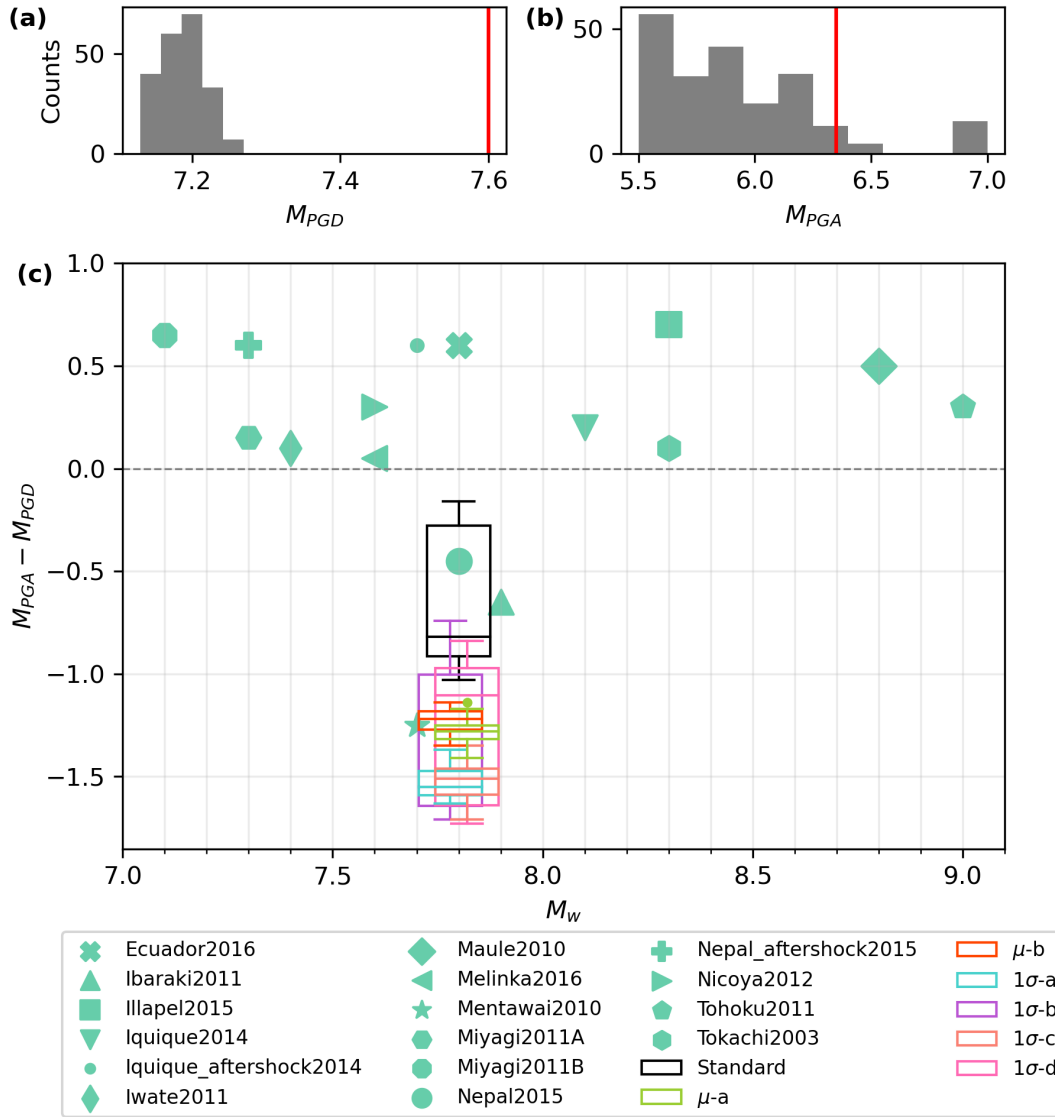 (a)
(b)
Counts
50
0
7.2
7.4
7.6
M_PGD
50
0
5.5
6.0
6.5
7.0
M_PGA
(c)
1.0
0.5
0.0
−0.5
−1.0
−1.5
M_PGA − M_PGD
7.0
7.5
8.0
8.5
9.0
M_w
Ecuador2016
Ibaraki2011
Illapel2015
Iquique2014
Iquique_aftershock2014
Iwate2011
Maule2010
Melinka2016
Mentawai2010
Miyagi2011A
Miyagi2011B
Nepal2015
Nepal_aftershock2015
Nicoya2012
Tohoku2011
Tokachi2003
Standard
μ-a
μ-b
1σ-a
1σ-b
1σ-c
1σ-d